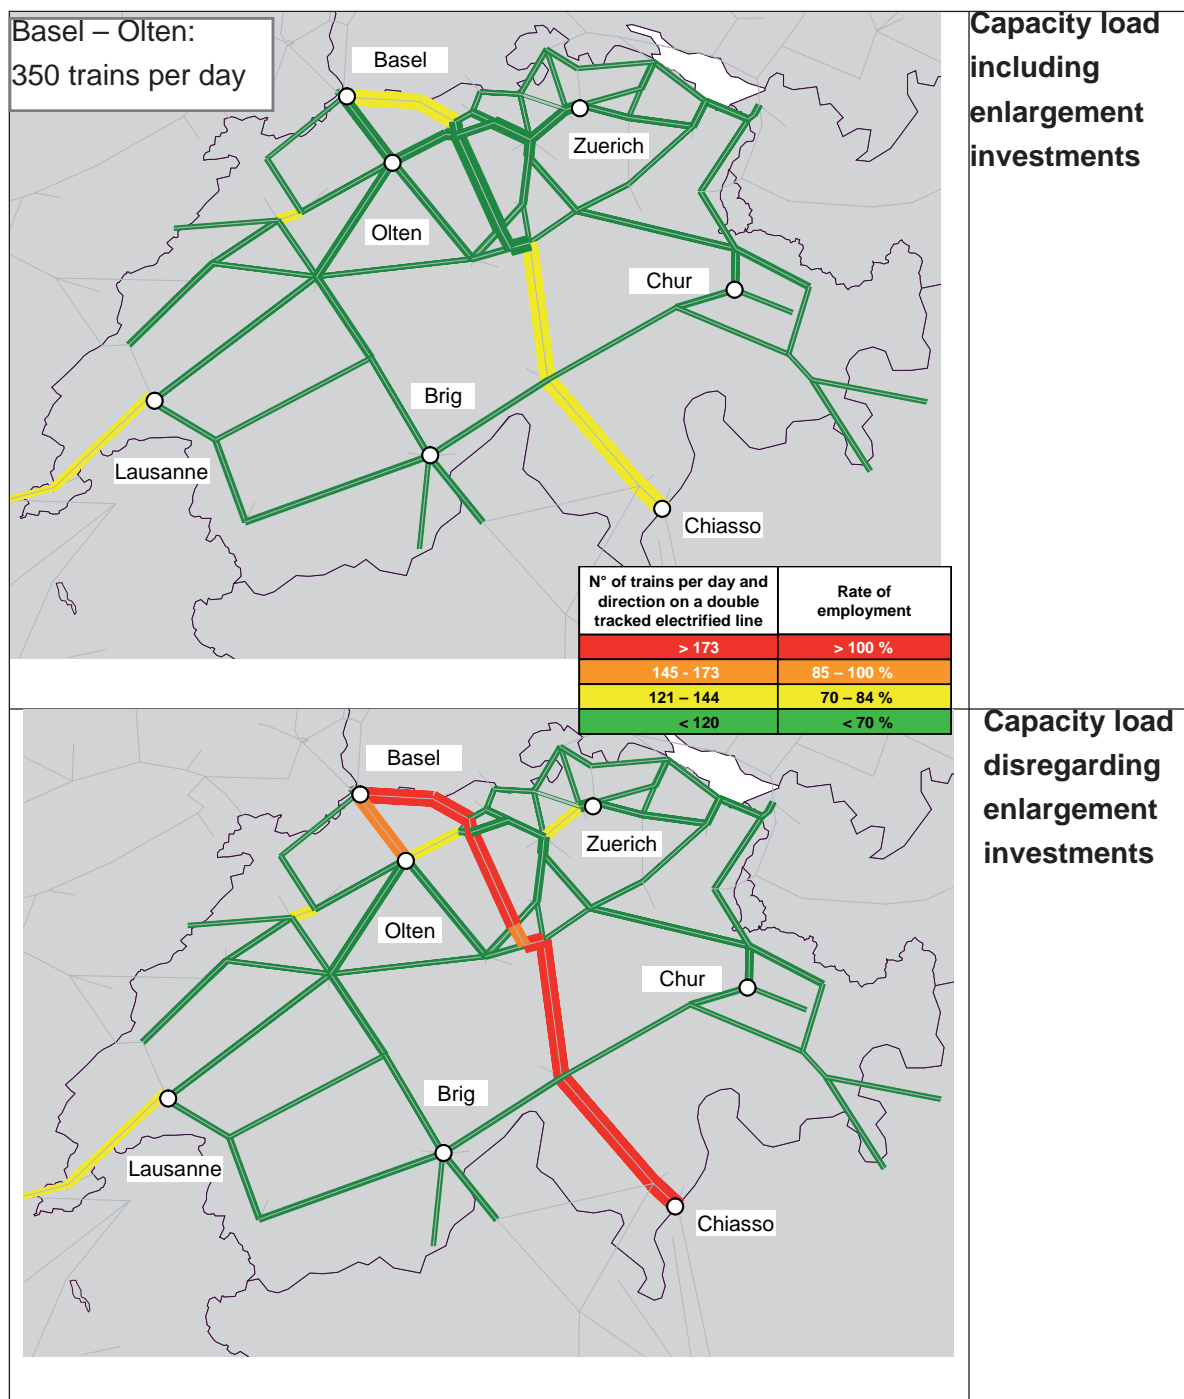 Basel – Olten:
350 trains per day
Capacity load
including
enlargement
investments
Basel
Zuerich
Olten
Chur
Brig
Lausanne
Chiasso
N° of trains per day and
direction on a double
tracked electrified line
Rate of
employment
> 173
> 100 %
145 - 173
85 – 100 %
121 – 144
70 – 84 %
< 120
< 70 %
Capacity load
disregarding
enlargement
investments
Basel
Zuerich
Olten
Chur
Brig
Lausanne
Chiasso